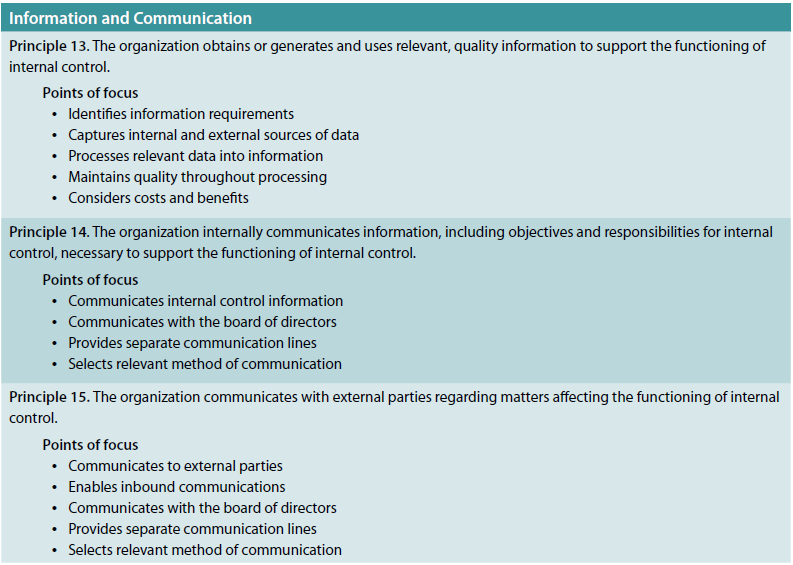 Information and Communication
Principle 13. The organization obtains or generates and uses relevant, quality information to support the functioning of
internal control.
Points of focus
• Identifies information requirements
• Captures internal and external sources of data
• Processes relevant data into information
• Maintains quality throughout processing
• Considers costs and benefits
Principle 14. The organization internally communicates information, including objectives and responsibilities for internal
control, necessary to support the functioning of internal control.
Points of focus
• Communicates internal control information
• Communicates with the board of directors
• Provides separate communication lines
• Selects relevant method of communication
Principle 15. The organization communicates with external parties regarding matters affecting the functioning of internal
control.
Points of focus
• Communicates to external parties
• Enables inbound communications
• Communicates with the board of directors
• Provides separate communication lines
• Selects relevant method of communication